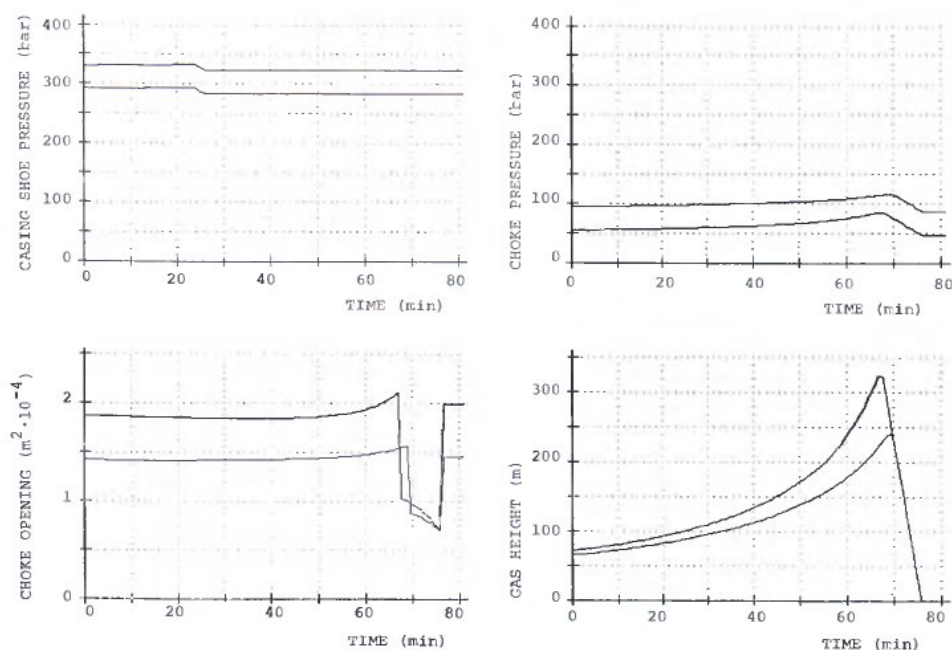 CASING SHOE PRESSURE (bar)
400
300
200
100
0
0 20 40 60 80
TIME (min)
CHOKE PRESSURE (bar)
400
300
200
100
0
0 20 40 60 80
TIME (min)
CHOKE OPENING (m²·10⁻⁴)
2
1
0
0 20 40 60 80
TIME (min)
GAS HEIGHT (m)
300
200
100
0
0 20 40 60 80
TIME (min)